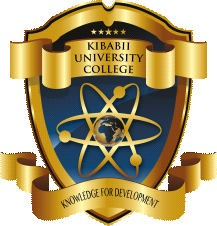 KIBABII
UNIVERSITY
COLLEGE
KNOWLEDGE FOR DEVELOPMENT